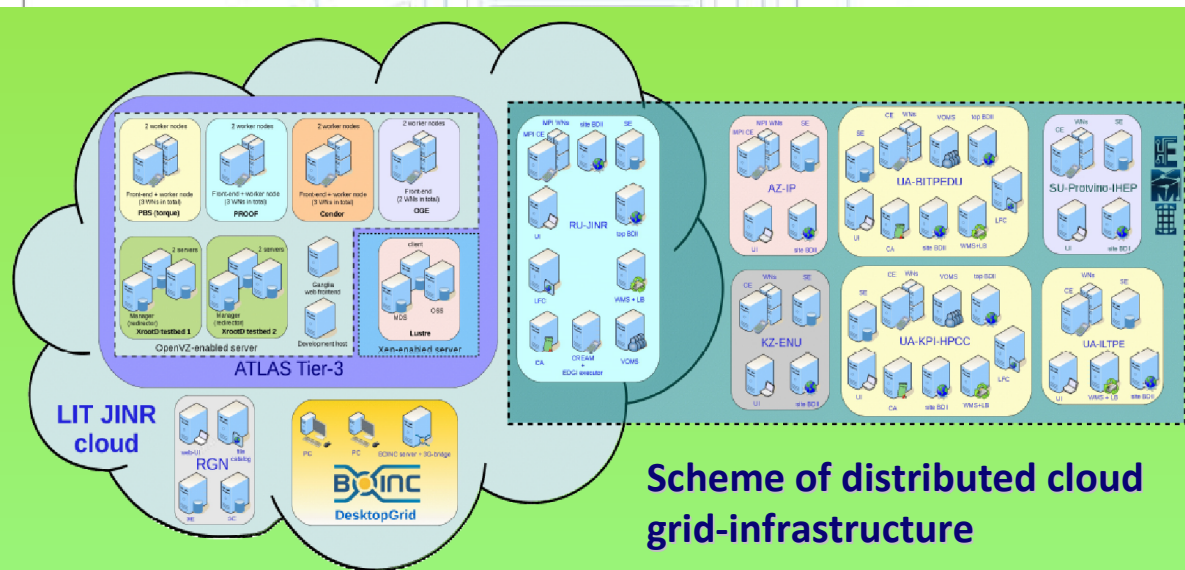 2 worker nodes
Front-end + worker node
(3 WNs in total)
PBS (torque)
2 worker nodes
Front-end + worker node
(3 WNs in total)
PROOF
2 worker nodes
Front-end + worker node
(3 WNs in total)
Condor
2 worker nodes
Front-end
(2 WNs in total)
OGE
2 servers
Manager
(redirector)
XrootD testbed 1
2 servers
Manager
(redirector)
XrootD testbed 2
Ganglia
web frontend
Development host
OpenVZ-enabled server
client
MDS
OSS
Lustre
Xen-enabled server
ATLAS Tier-3
LIT JINR
cloud
web-UI
file
catalog
RGN
PC
PC
BOINC server + 3G-bridge
BOINC
DesktopGrid
MPI WNs
site BDII
SE
MPI CE
UI
RU-JINR
top BDII
LFC
WMS + LB
CA
CREAM
+
EDGI executor
VOMS
MPI WNs
SE
MPI CE
AZ-IP
UI
site BDII
CE
WNs
VOMS
top BDII
SE
UA-BITPEDU
LFC
UI
CA
site BDII
WMS+LB
WNs
SE
CE
SU-Protvino-IHEP
UI
site BDII
WNs
SE
CE
KZ-ENU
UI
site BDII
CE
WNs
VOMS
top BDII
SE
UA-KPI-HPCC
LFC
UI
CA
site BDII
WMS+LB
WNs
SE
CE
UA-ILTPE
UI
WMS + LB
site BDII
Scheme of distributed cloud
grid-infrastructure